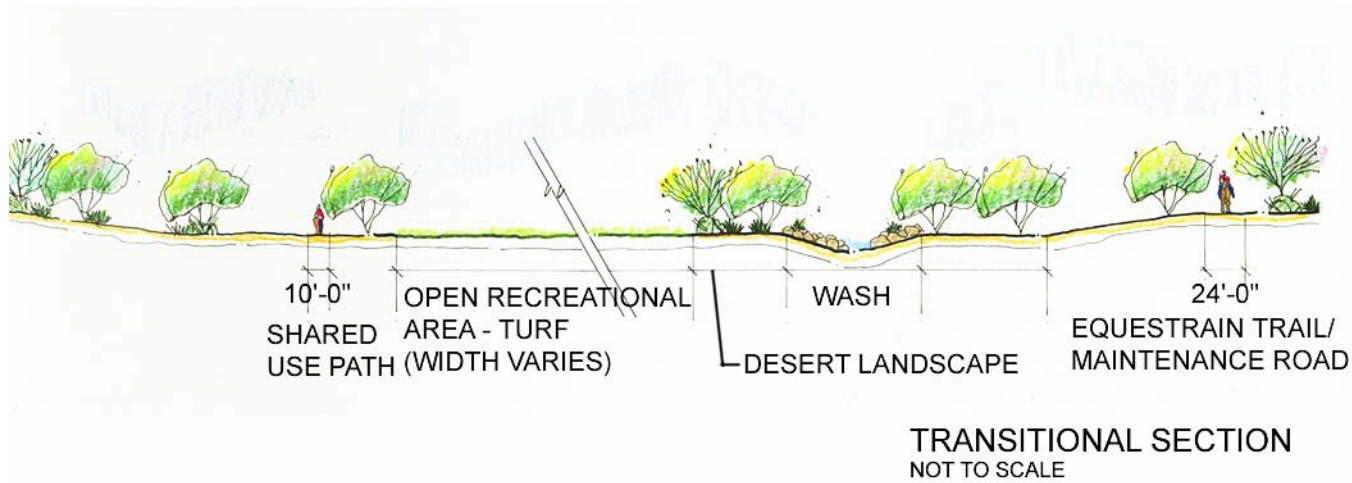 10'-0"
SHARED
USE PATH
OPEN RECREATIONAL
AREA - TURF
(WIDTH VARIES)
DESERT LANDSCAPE
WASH
24'-0"
EQUESTRAIN TRAIL/
MAINTENANCE ROAD
TRANSITIONAL SECTION
NOT TO SCALE